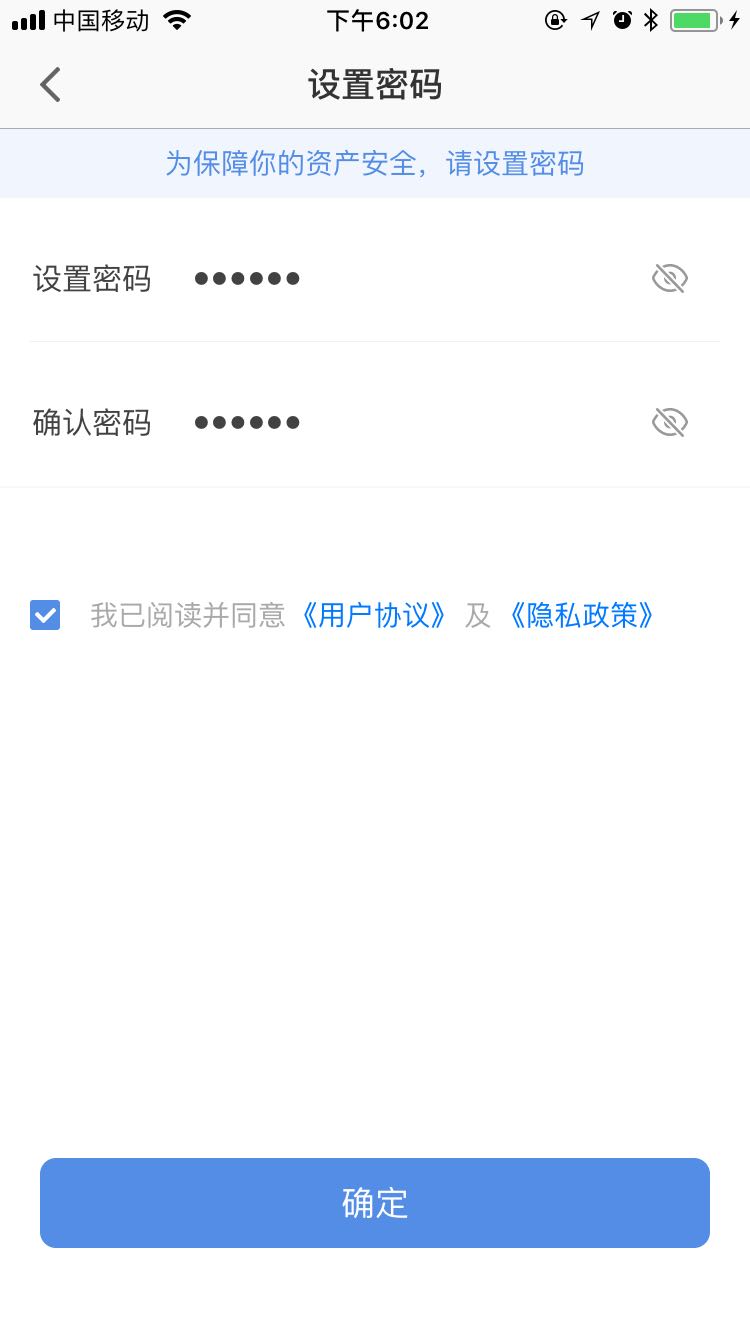 中国移动 下午6:02
设置密码
为保障你的资产安全，请设置密码
设置密码 ●●●●●●
确认密码 ●●●●●●
我已阅读并同意《用户协议》及《隐私政策》
确定